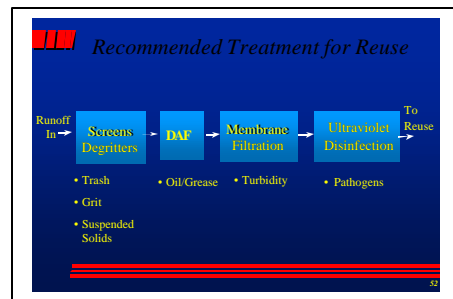 Recommended Treatment for Reuse
Runoff
In
Screens
Degritters
DAF
Membrane
Filtration
Ultraviolet
Disinfection
To
Reuse
• Trash
• Grit
• Suspended
Solids
• Oil/Grease
• Turbidity
• Pathogens
52